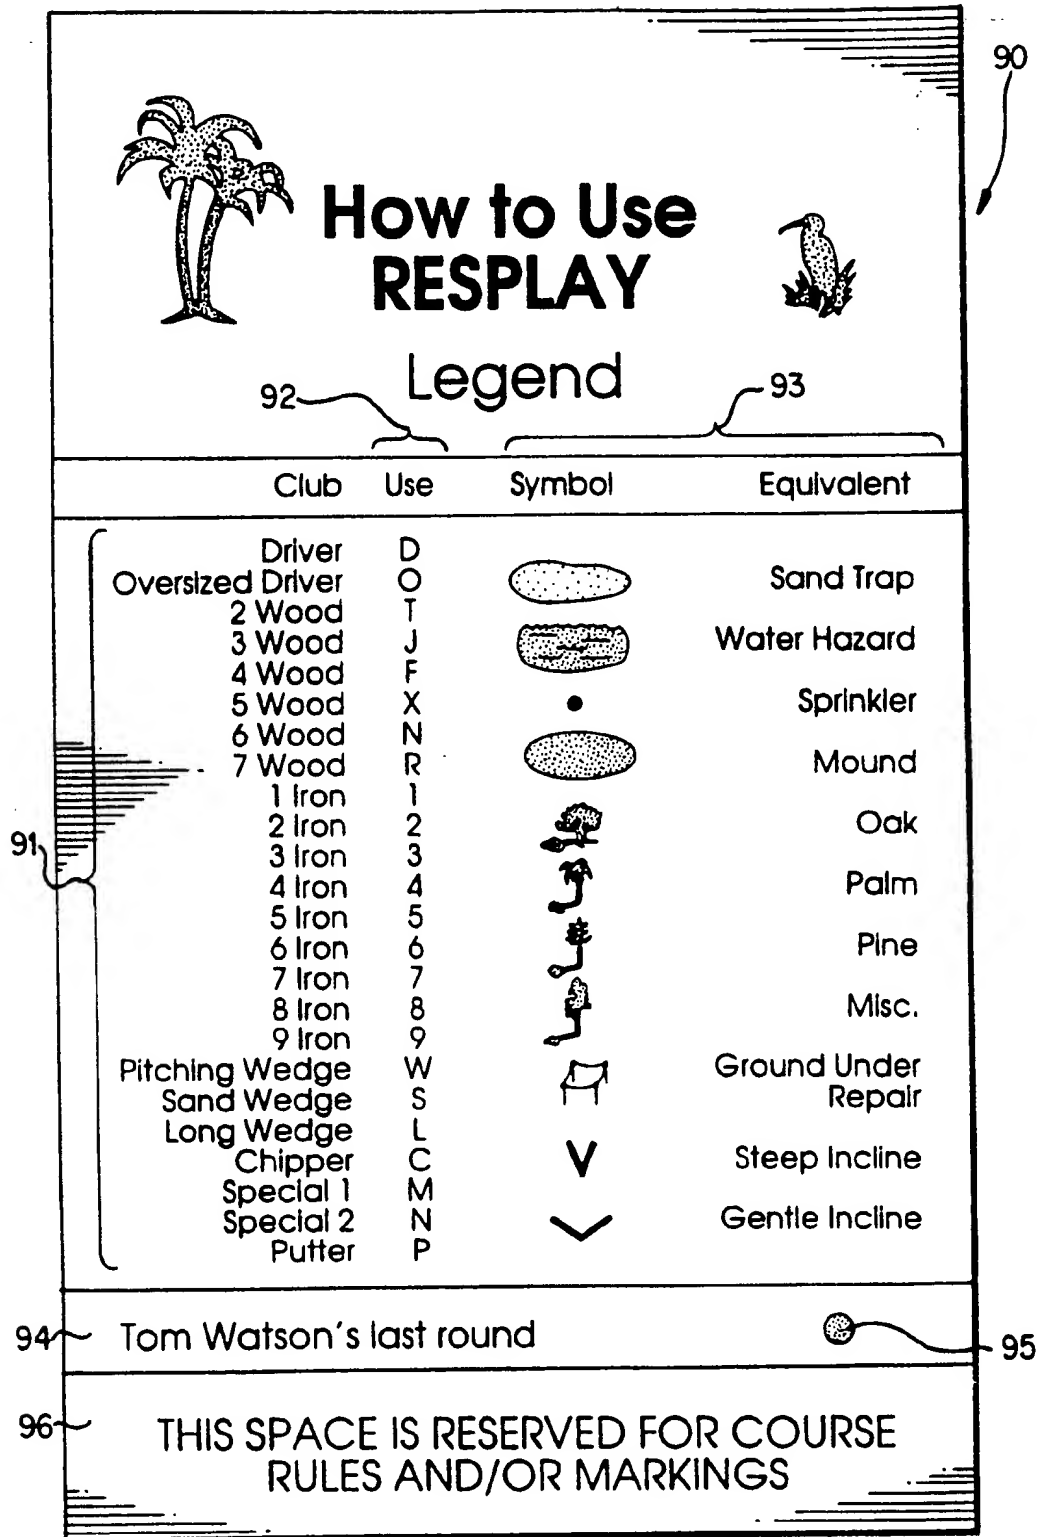 90
How to Use
RESPLAY
Legend
92
93
Club Use Symbol Equivalent
Driver D
Oversized Driver O Sand Trap
2 Wood T
3 Wood J Water Hazard
4 Wood F
5 Wood X Sprinkler
6 Wood N
7 Wood R Mound
1 Iron 1
2 Iron 2 Oak
91
3 Iron 3
4 Iron 4 Palm
5 Iron 5
6 Iron 6 Pine
7 Iron 7
8 Iron 8 Misc.
9 Iron 9
Pitching Wedge W Ground Under
Sand Wedge S Repair
Long Wedge L
Chipper C Steep Incline
Special 1 M
Special 2 N Gentle Incline
Putter P
94 Tom Watson's last round 95
96 THIS SPACE IS RESERVED FOR COURSE
RULES AND/OR MARKINGS